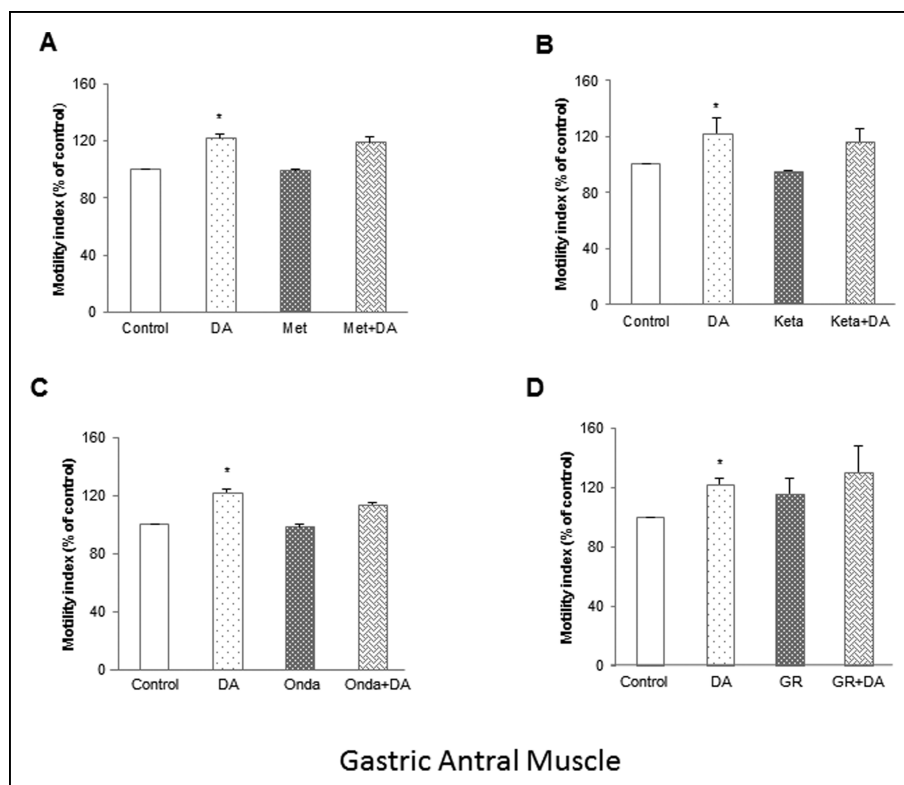 A
Motility index (% of control)
160
120
80
40
0
*
Control DA Met Met+DA
B
Motility index (% of control)
160
120
80
40
0
*
Control DA Keta Keta+DA
C
Motility index (% of control)
160
120
80
40
0
*
Control DA Onda Onda+DA
D
Motility index (% of control)
160
120
80
40
0
*
Control DA GR GR+DA
Gastric Antral Muscle